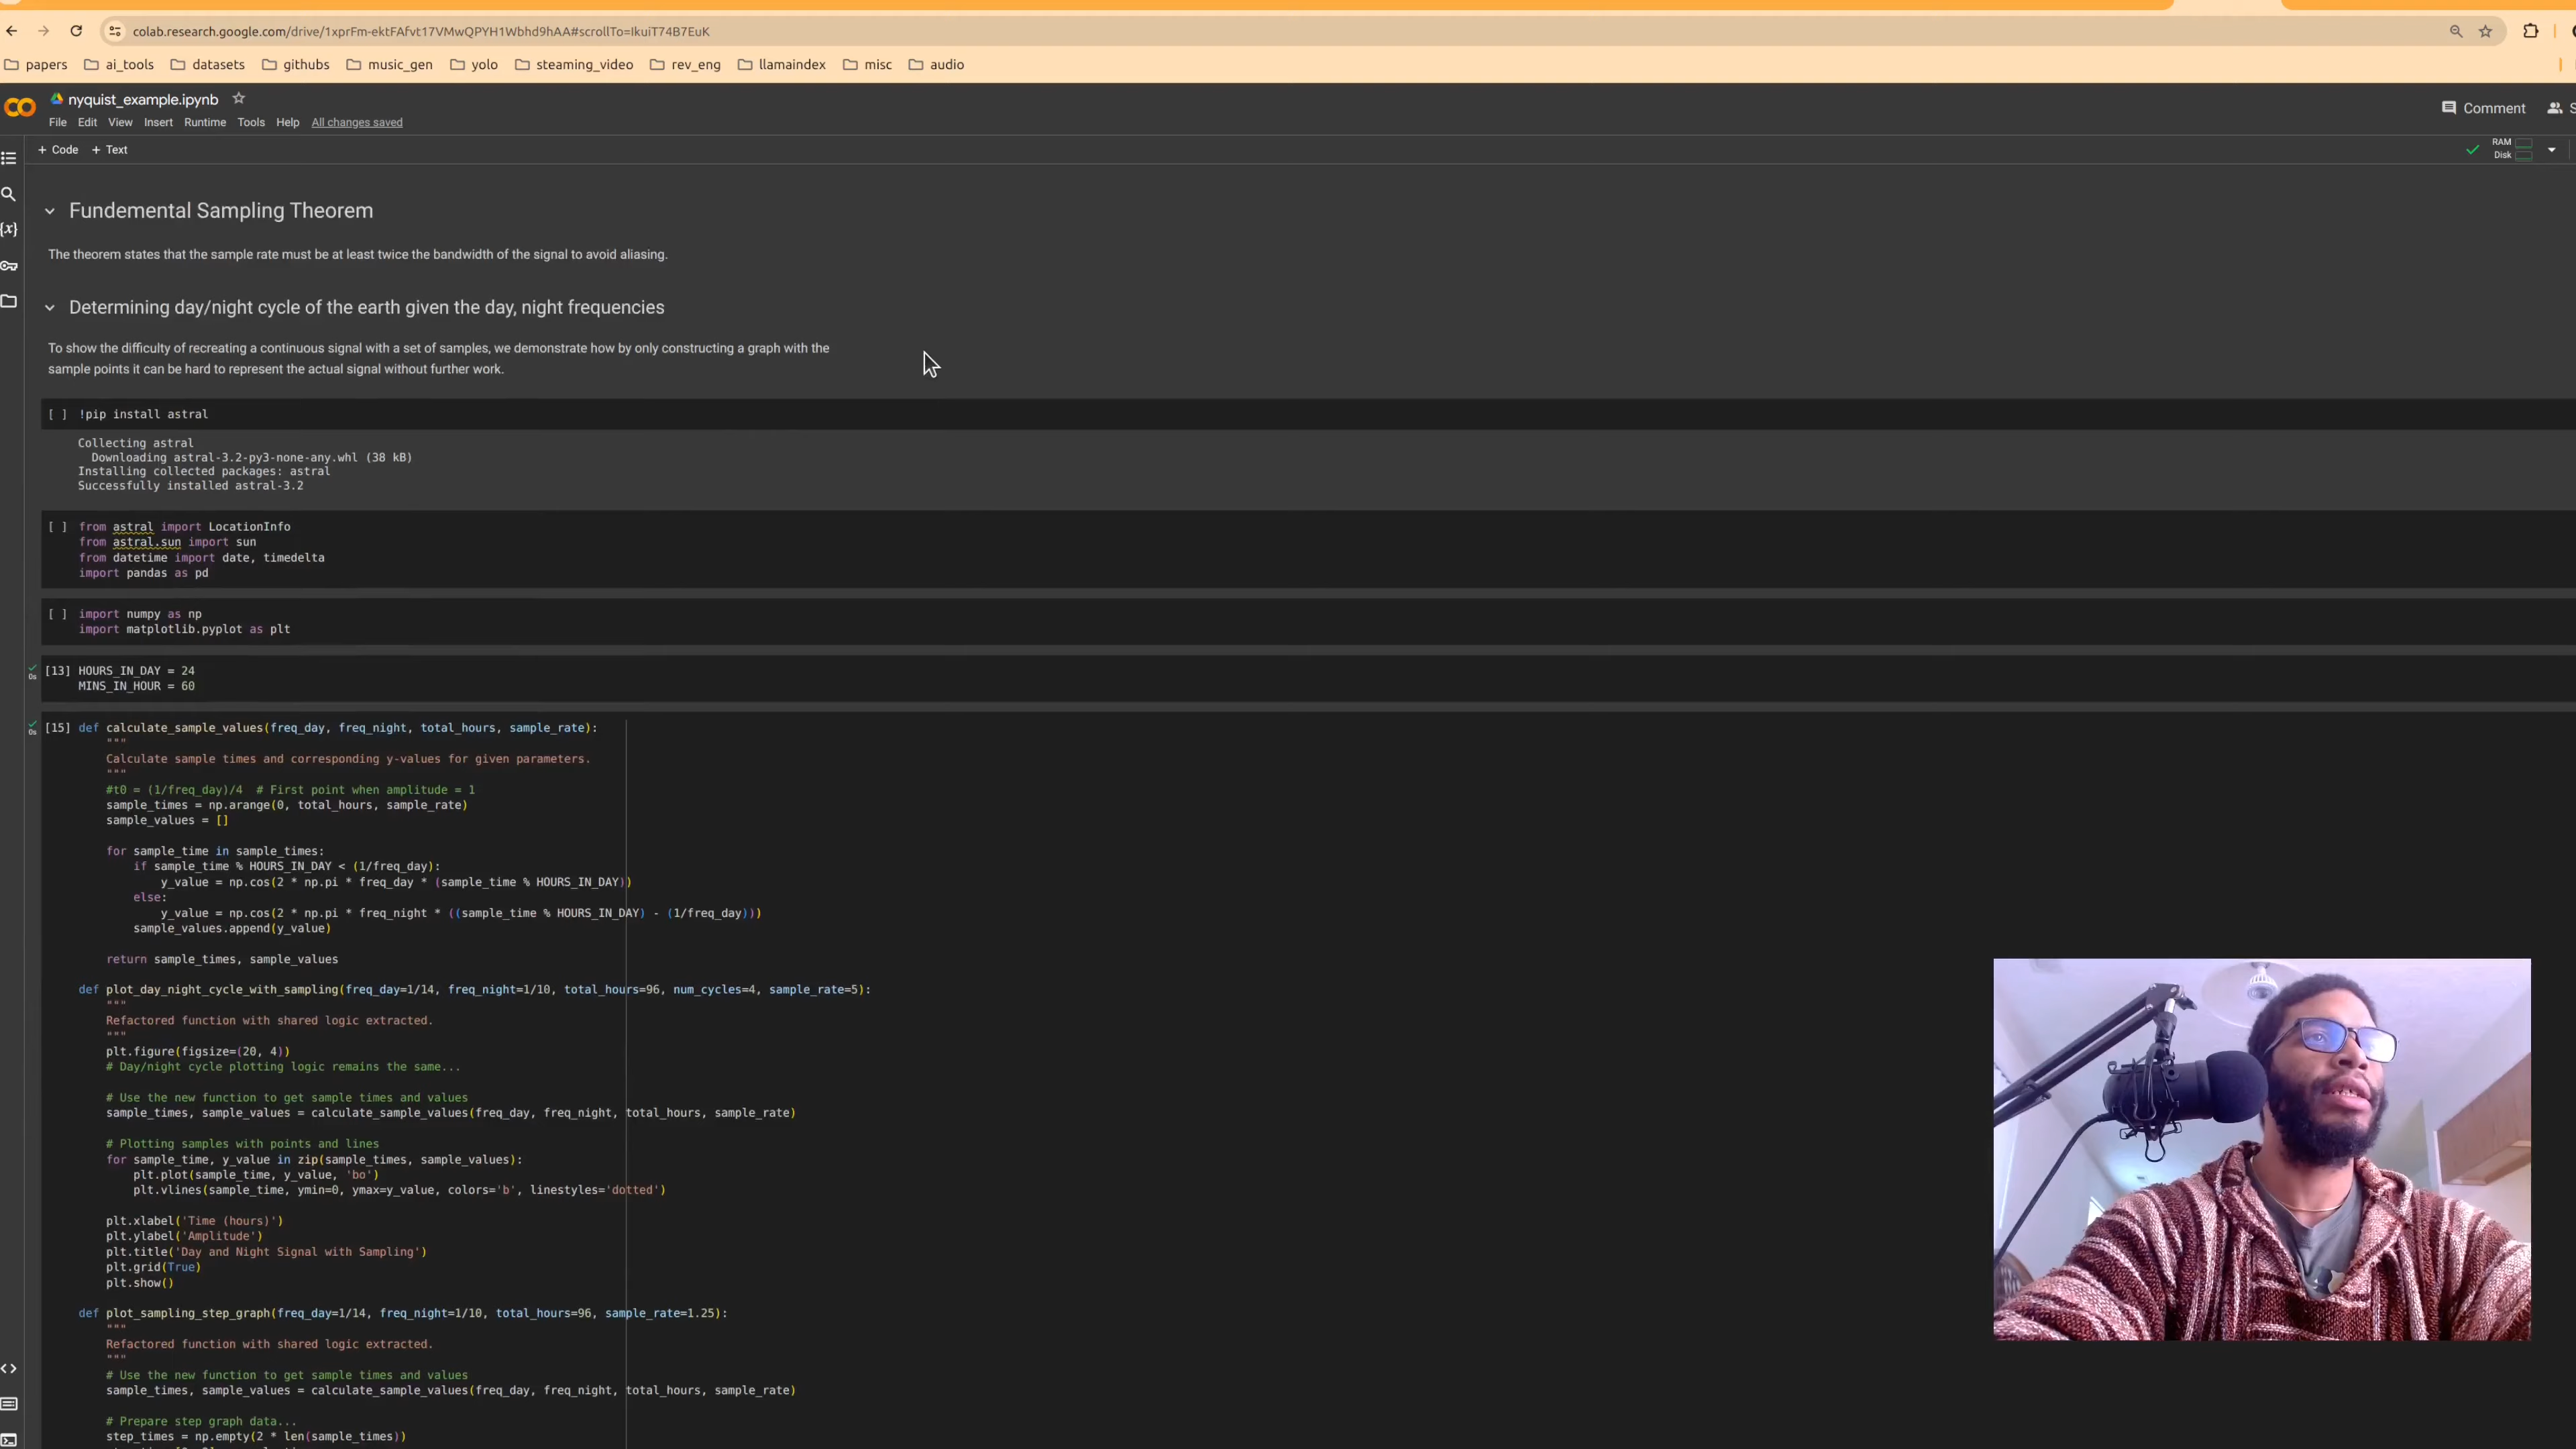 colab.research.google.com/drive/1xprFm-ektFAfvt17VMwQPYH1Wbhd9hAA#scrollTo=IkuiT74B7EuK
papers ai_tools datasets githubs music_gen yolo steaming_video rev_eng llamaindex misc audio
nyquist_example.ipynb
Comment
File Edit View Insert Runtime Tools Help All changes saved
+ Code + Text
RAM
Disk
Fundemental Sampling Theorem
The theorem states that the sample rate must be at least twice the bandwidth of the signal to avoid aliasing.
Determining day/night cycle of the earth given the day, night frequencies
To show the difficulty of recreating a continuous signal with a set of samples, we demonstrate how by only constructing a graph with the
sample points it can be hard to represent the actual signal without further work.
[ ] !pip install astral
Collecting astral
Downloading astral-3.2-py3-none-any.whl (38 kB)
Installing collected packages: astral
Successfully installed astral-3.2
[ ] from astral import LocationInfo
from astral.sun import sun
from datetime import date, timedelta
import pandas as pd
[ ] import numpy as np
import matplotlib.pyplot as plt
[13] HOURS_IN_DAY = 24
0s
MINS_IN_HOUR = 60
[15] def calculate_sample_values(freq_day, freq_night, total_hours, sample_rate):
0s
"""
Calculate sample times and corresponding y-values for given parameters.
"""
#t0 = (1/freq_day)/4 # First point when amplitude = 1
sample_times = np.arange(0, total_hours, sample_rate)
sample_values = []
for sample_time in sample_times:
if sample_time % HOURS_IN_DAY < (1/freq_day):
y_value = np.cos(2 * np.pi * freq_day * (sample_time % HOURS_IN_DAY))
else:
y_value = np.cos(2 * np.pi * freq_night * ((sample_time % HOURS_IN_DAY) - (1/freq_day)))
sample_values.append(y_value)
return sample_times, sample_values
def plot_day_night_cycle_with_sampling(freq_day=1/14, freq_night=1/10, total_hours=96, num_cycles=4, sample_rate=5):
"""
Refactored function with shared logic extracted.
"""
plt.figure(figsize=(20, 4))
# Day/night cycle plotting logic remains the same...
# Use the new function to get sample times and values
sample_times, sample_values = calculate_sample_values(freq_day, freq_night, total_hours, sample_rate)
# Plotting samples with points and lines
for sample_time, y_value in zip(sample_times, sample_values):
plt.plot(sample_time, y_value, 'bo')
plt.vlines(sample_time, ymin=0, ymax=y_value, colors='b', linestyles='dotted')
plt.xlabel('Time (hours)')
plt.ylabel('Amplitude')
plt.title('Day and Night Signal with Sampling')
plt.grid(True)
plt.show()
def plot_sampling_step_graph(freq_day=1/14, freq_night=1/10, total_hours=96, sample_rate=1.25):
"""
Refactored function with shared logic extracted.
"""
# Use the new function to get sample times and values
sample_times, sample_values = calculate_sample_values(freq_day, freq_night, total_hours, sample_rate)
# Prepare step graph data...
step_times = np.empty(2 * len(sample_times))